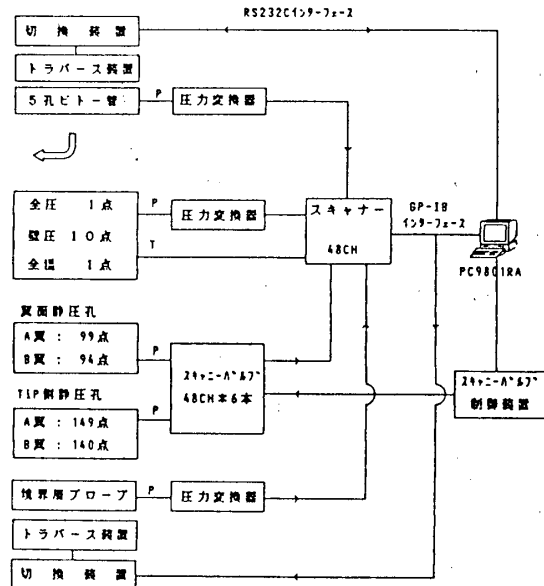 RS232Cインターフェース
切換装置
トラバース装置
5孔ピトー管
P
圧力変換器
全圧 1点
壁圧 10点
全温 1点
P
圧力変換器
T
スキャナー
48CH
GP-IB
インターフェース
PC9801RA
翼面静圧孔
A翼 : 99点
B翼 : 94点
P
TIP側静圧孔
A翼 : 149点
B翼 : 140点
P
スキャニーバルブ
48CH*6本
スキャニーバルブ
制御装置
境界層プローブ
P
圧力変換器
トラバース装置
切換装置